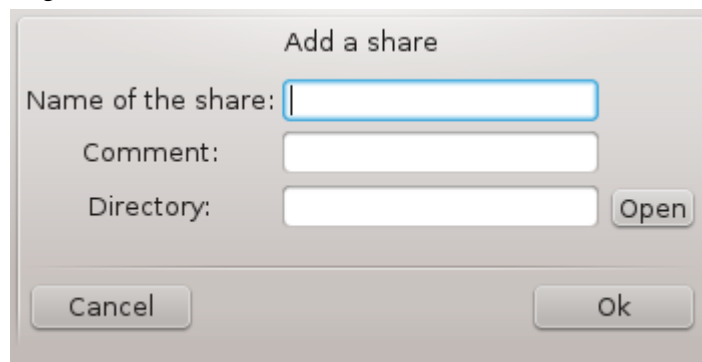 Add a share
Name of the share:
Comment:
Directory:
Open
Cancel
Ok